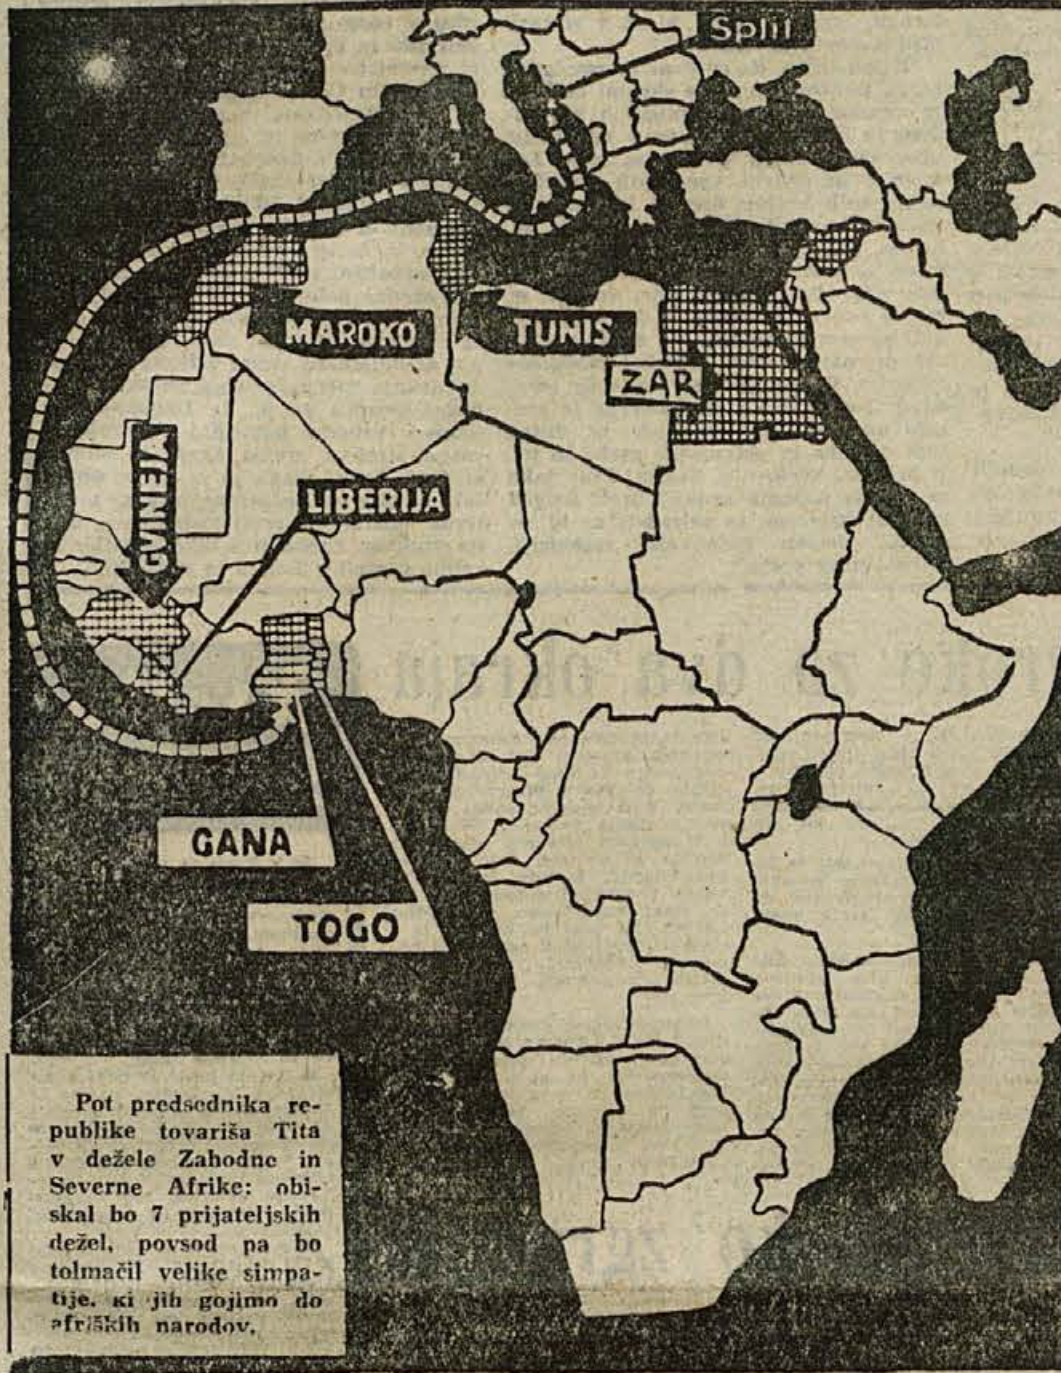 Split
MAROKO
TUNIS
ZAR
GVINEJA
LIBERIJA
GANA
TOGO
Pot predsednika re-
publike tovariša Tita
v dežele Zahodne in
Severne Afrike: obi-
skal bo 7 prijateljskih
dežel, povsod pa bo
tolmačil velike simpa-
tije, ki jih gojimo do
afriških narodov.